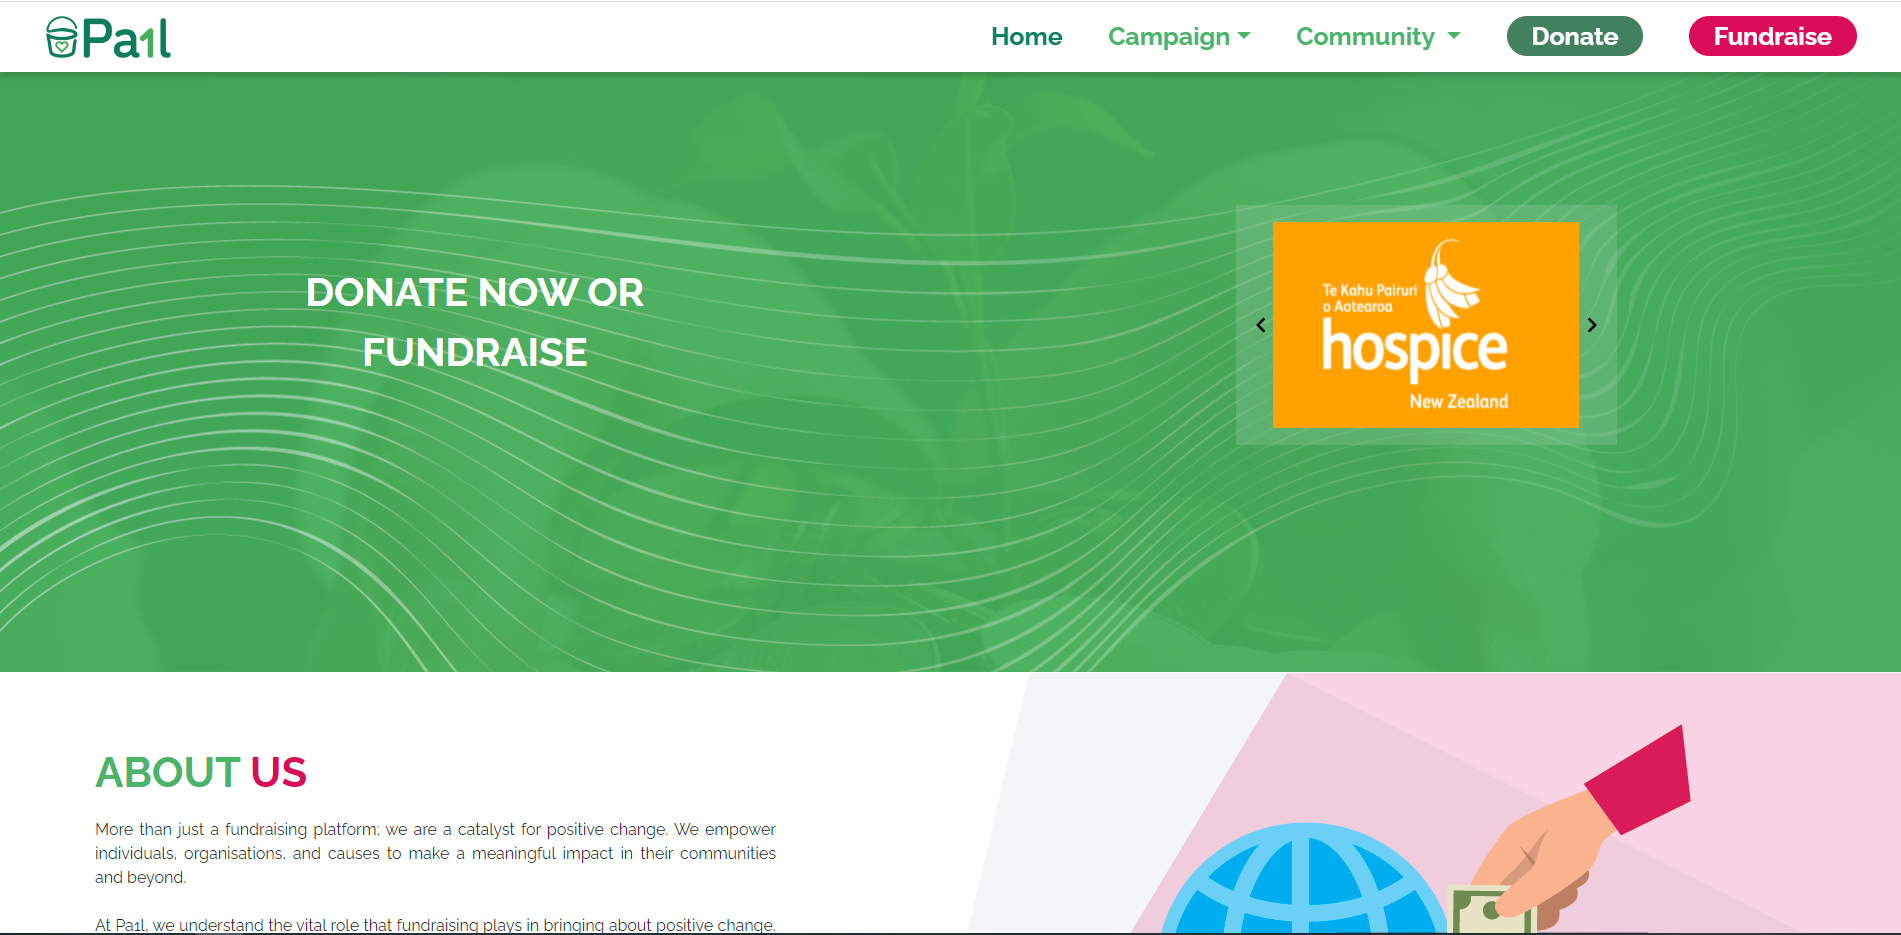 Pa1l
Home
Campaign
Community
Donate
Fundraise
DONATE NOW OR
FUNDRAISE
Te Kahu Pairuri
o Aotearoa
hospice
New Zealand
ABOUT US
More than just a fundraising platform; we are a catalyst for positive change. We empower
individuals, organisations, and causes to make a meaningful impact in their communities
and beyond.
At Pa1l, we understand the vital role that fundraising plays in bringing about positive change.